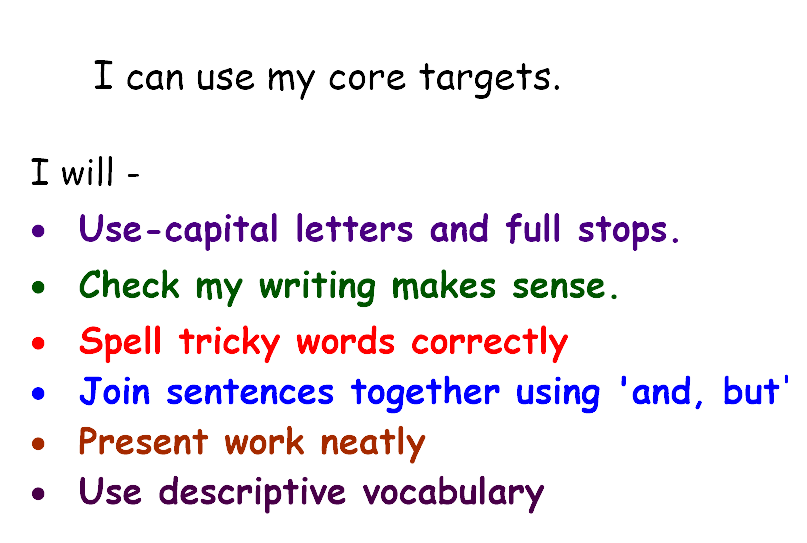 I can use my core targets.
I will -
• Use-capital letters and full stops.
• Check my writing makes sense.
• Spell tricky words correctly
• Join sentences together using 'and, but'
• Present work neatly
• Use descriptive vocabulary